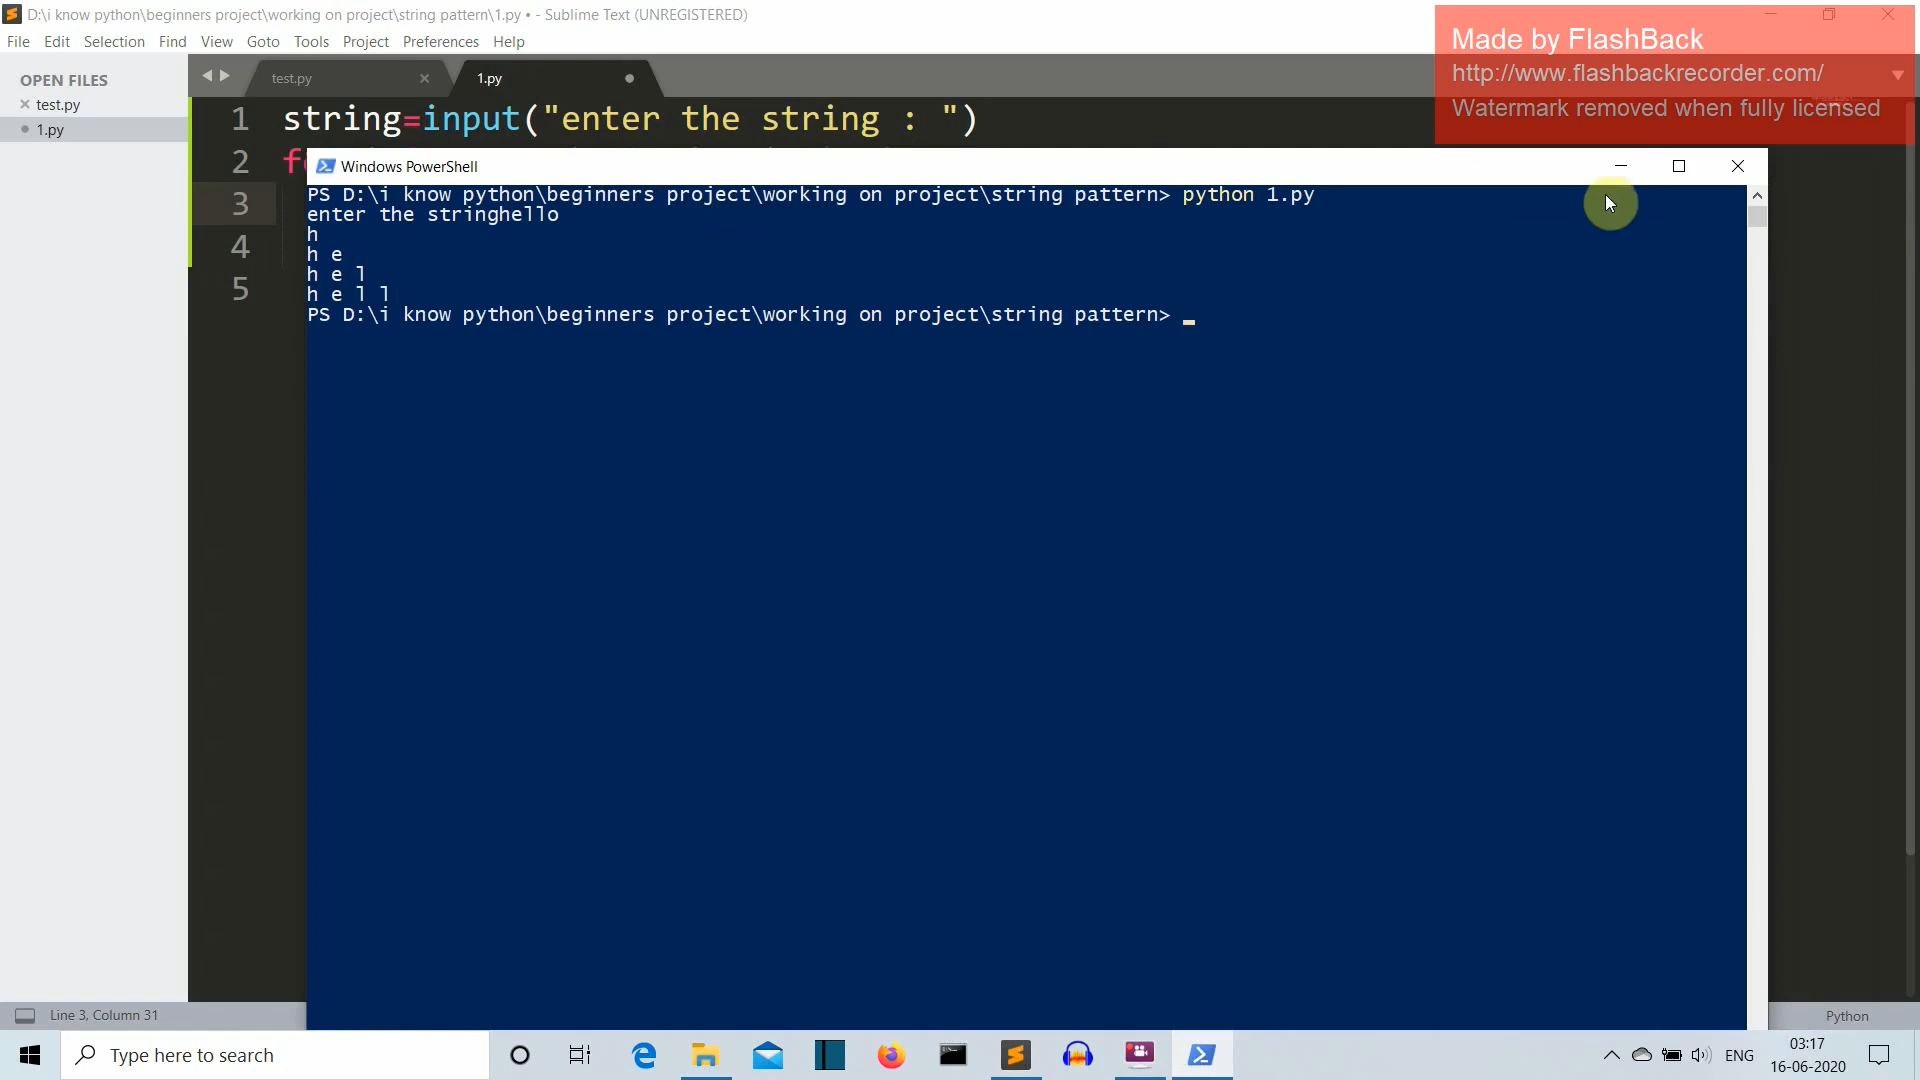 D:\i know python\beginners project\working on project\string pattern\1.py • - Sublime Text (UNREGISTERED)
File Edit Selection Find View Goto Tools Project Preferences Help
Made by FlashBack
http://www.flashbackrecorder.com/
Watermark removed when fully licensed
OPEN FILES
test.py
1.py
test.py
1.py
1 string=input("enter the string : ")
2 f
3
4
5
Windows PowerShell
PS D:\i know python\beginners project\working on project\string pattern> python 1.py
enter the stringhello
h
h e
h e l
h e l l
PS D:\i know python\beginners project\working on project\string pattern> _
Line 3, Column 31
Python
Type here to search
ENG
03:17
16-06-2020